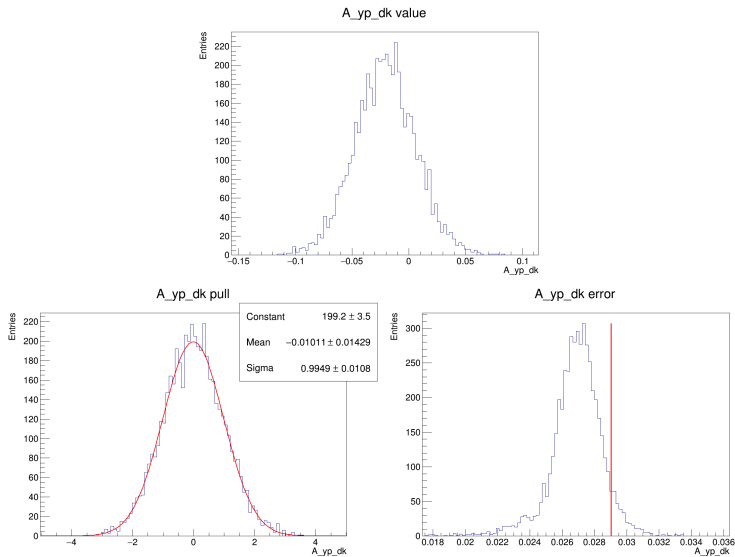 A_yp_dk value
Entries
220
200
180
160
140
120
100
80
60
40
20
0
−0.15 −0.1 −0.05 0 0.05 0.1
A_yp_dk
A_yp_dk pull
Entries
220
200
180
160
140
120
100
80
60
40
20
0
−4 −2 0 2 4
A_yp_dk
Constant 199.2 ± 3.5
Mean −0.01011 ± 0.01429
Sigma 0.9949 ± 0.0108
A_yp_dk error
Entries
300
250
200
150
100
50
0
0.018 0.02 0.022 0.024 0.026 0.028 0.03 0.032 0.034 0.036
A_yp_dk